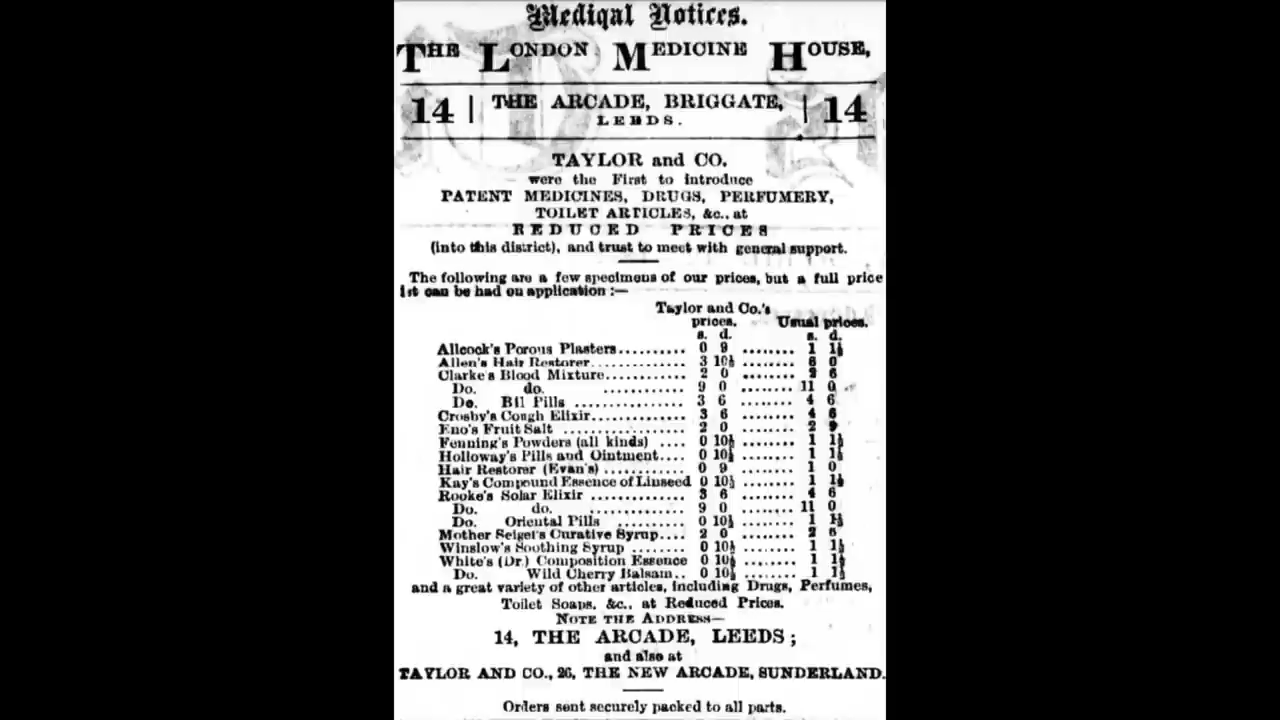 Medical Notices.
THE LONDON MEDICINE HOUSE,
14 | THE ARCADE, BRIGGATE, | 14
LEEDS.
TAYLOR and CO.
were the First to introduce
PATENT MEDICINES, DRUGS, PERFUMERY,
TOILET ARTICLES, &c., at
REDUCED PRICES
(into this district), and trust to meet with general support.
The following are a few specimens of our prices, but a full price
list can be had on application :—
Taylor and Co.'s
prices. Usual prices.
s. d. s. d.
Allcock's Porous Plasters.......... 0 9 ........ 1 1½
Allen's Hair Restorer.............. 3 10½ ........ 6 0
Clarke's Blood Mixture............ 2 0 ........ 2 6
Do. do. ............ 9 0 ........ 11 0
Do. Bil Pills ................ 3 6 ........ 4 6
Crosby's Cough Elixir.............. 3 6 ........ 4 6
Eno's Fruit Salt .................. 2 0 ........ 2 9
Fenning's Powders (all kinds) .... 0 10½ ........ 1 1½
Holloway's Pills and Ointment.... 0 10½ ........ 1 1½
Hair Restorer (Evan's) ............ 0 9 ........ 1 0
Kay's Compound Essence of Linseed 0 10½ ........ 1 1½
Rooke's Solar Elixir .............. 3 6 ........ 4 6
Do. do. .............. 9 0 ........ 11 0
Do. Oriental Pills .......... 0 10½ ........ 1 1½
Mother Seigel's Curative Syrup.... 2 0 ........ 2 6
Winslow's Soothing Syrup ........ 0 10½ ........ 1 1½
White's (Dr.) Composition Essence 0 10½ ........ 1 1½
Do. Wild Cherry Balsam.. 0 10½ ........ 1 1½
and a great variety of other articles, including Drugs, Perfumes,
Toilet Soaps, &c., at Reduced Prices.
NOTE THE ADDRESS—
14, THE ARCADE, LEEDS;
and also at
TAYLOR AND CO., 26, THE NEW ARCADE, SUNDERLAND.
Orders sent securely packed to all parts.